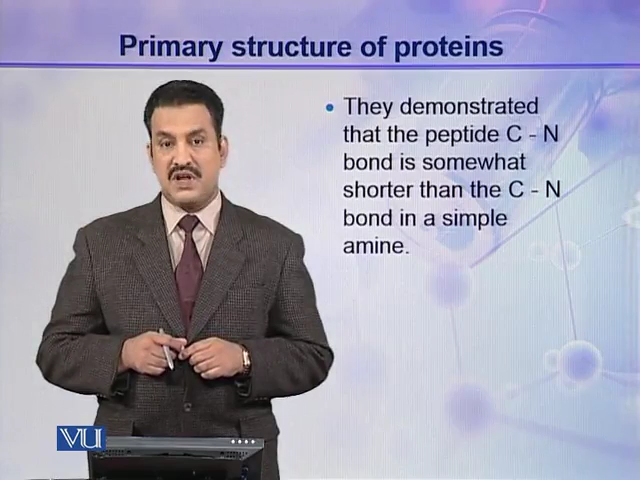 Primary structure of proteins
• They demonstrated
that the peptide C - N
bond is somewhat
shorter than the C - N
bond in a simple
amine.
VU